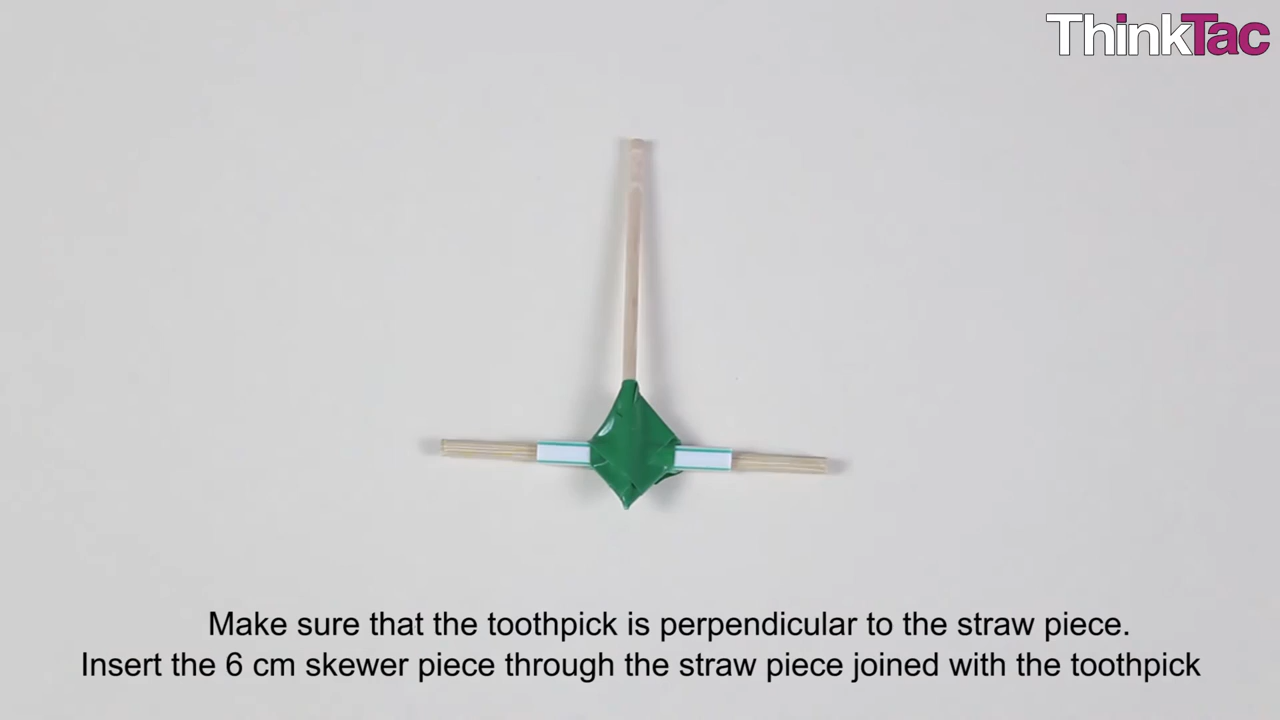 ThinkTac
Make sure that the toothpick is perpendicular to the straw piece.
Insert the 6 cm skewer piece through the straw piece joined with the toothpick